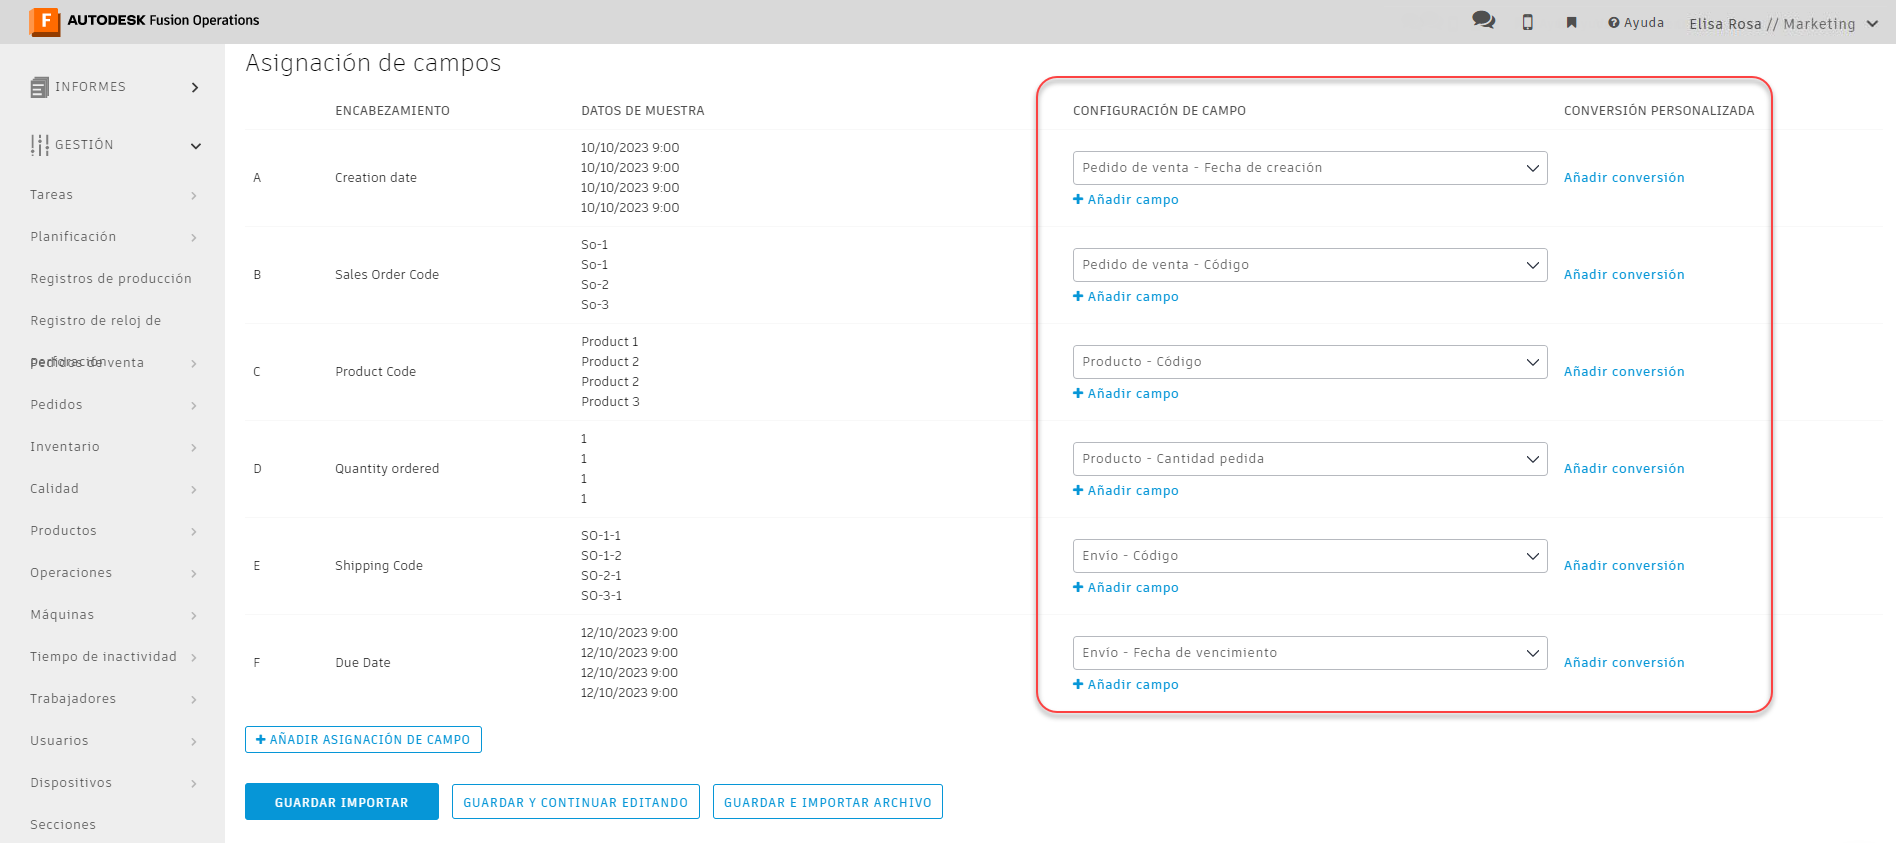 F AUTODESK Fusion Operations
Ayuda
Elisa Rosa // Marketing
INFORMES
GESTIÓN
Tareas
Planificación
Registros de producción
Registro de reloj de
perforación
Pedidos de venta
Pedidos
Inventario
Calidad
Productos
Operaciones
Máquinas
Tiempo de inactividad
Trabajadores
Usuarios
Dispositivos
Secciones
Asignación de campos
ENCABEZAMIENTO DATOS DE MUESTRA CONFIGURACIÓN DE CAMPO CONVERSIÓN PERSONALIZADA
A
Creation date
10/10/2023 9:00
10/10/2023 9:00
10/10/2023 9:00
10/10/2023 9:00
Pedido de venta - Fecha de creación
Añadir campo
Añadir conversión
B
Sales Order Code
So-1
So-1
So-2
So-3
Pedido de venta - Código
Añadir campo
Añadir conversión
C
Product Code
Product 1
Product 2
Product 2
Product 3
Producto - Código
Añadir campo
Añadir conversión
D
Quantity ordered
1
1
1
1
Producto - Cantidad pedida
Añadir campo
Añadir conversión
E
Shipping Code
SO-1-1
SO-1-2
SO-2-1
SO-3-1
Envío - Código
Añadir campo
Añadir conversión
F
Due Date
12/10/2023 9:00
12/10/2023 9:00
12/10/2023 9:00
12/10/2023 9:00
Envío - Fecha de vencimiento
Añadir campo
Añadir conversión
AÑADIR ASIGNACIÓN DE CAMPO
GUARDAR IMPORTAR
GUARDAR Y CONTINUAR EDITANDO
GUARDAR E IMPORTAR ARCHIVO